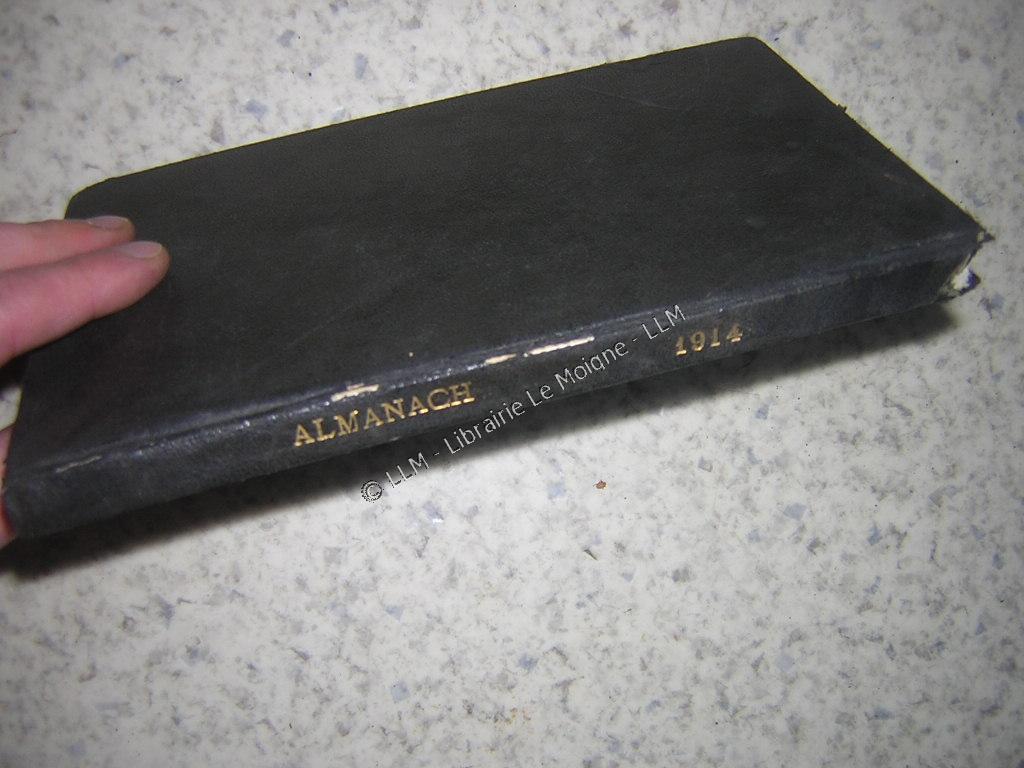 ALMANACH 1914
© LLM - Librairie Le Moigne - LLM